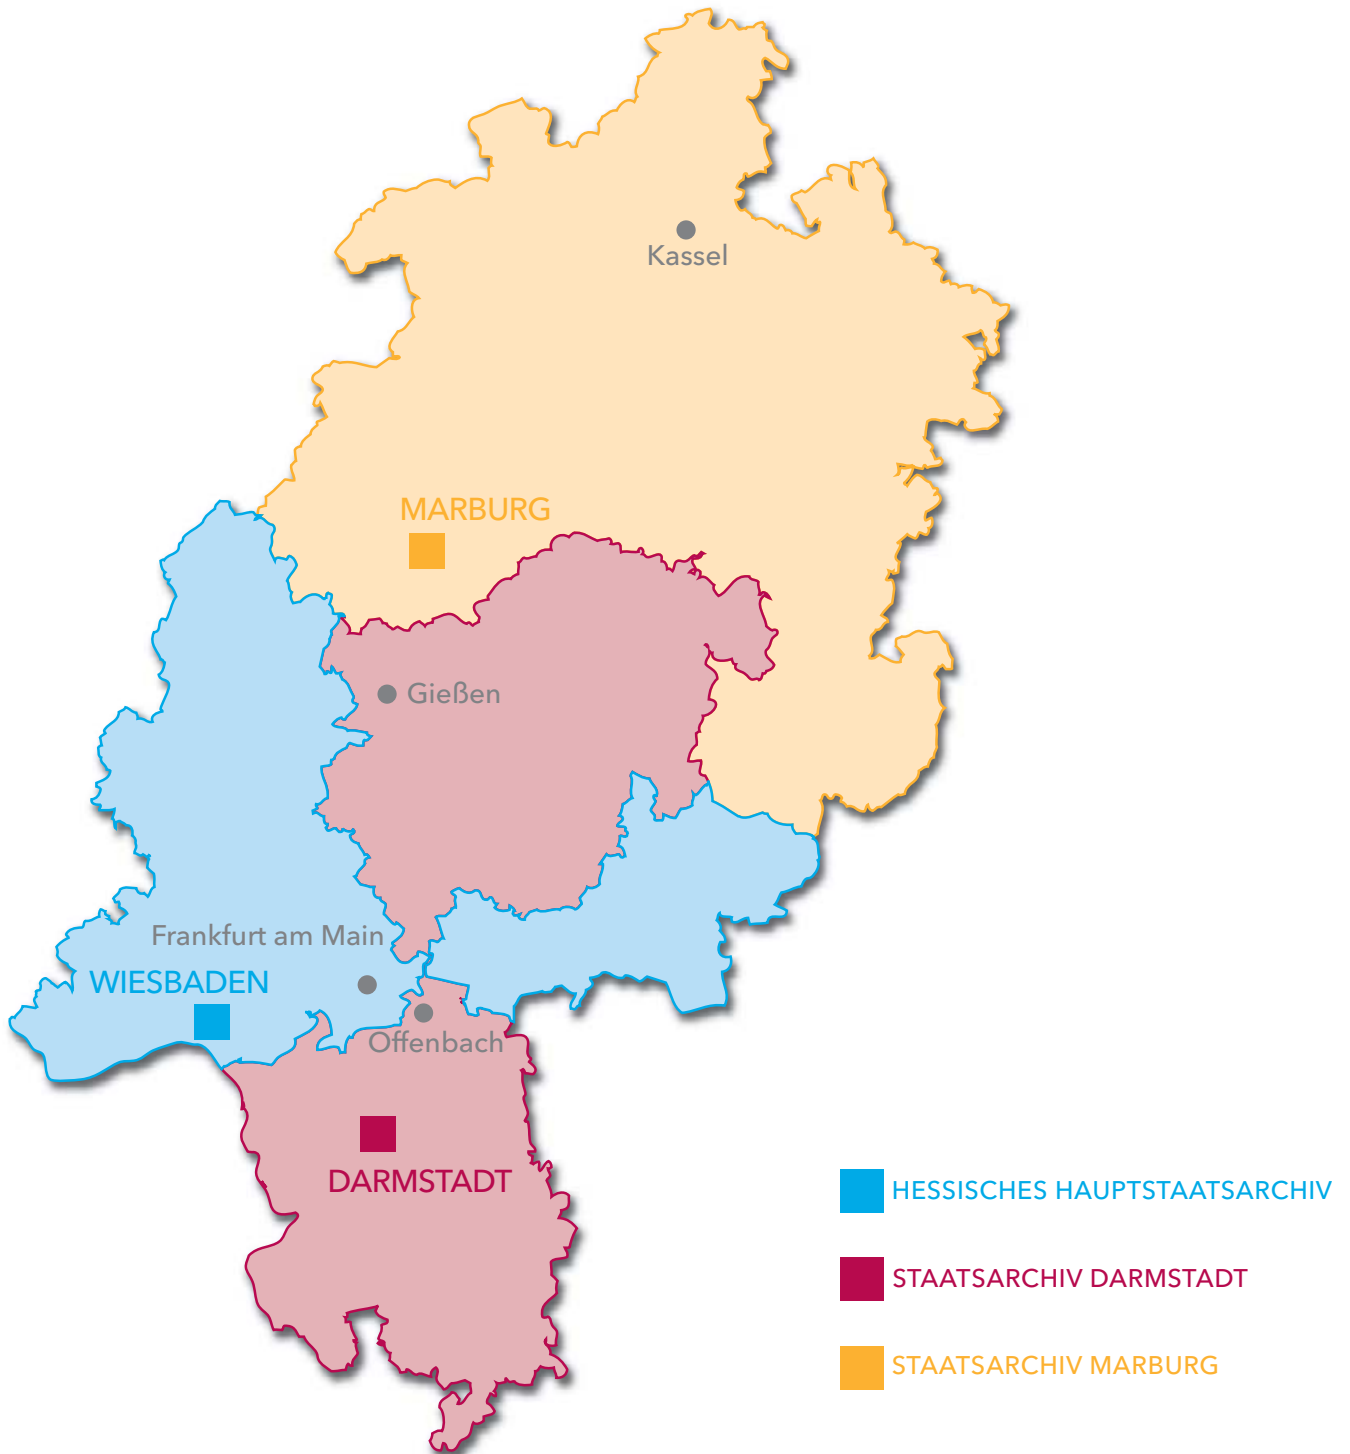 Kassel
MARBURG
Gießen
Frankfurt am Main
WIESBADEN
Offenbach
DARMSTADT
HESSISCHES HAUPTSTAATSARCHIV
STAATSARCHIV DARMSTADT
STAATSARCHIV MARBURG